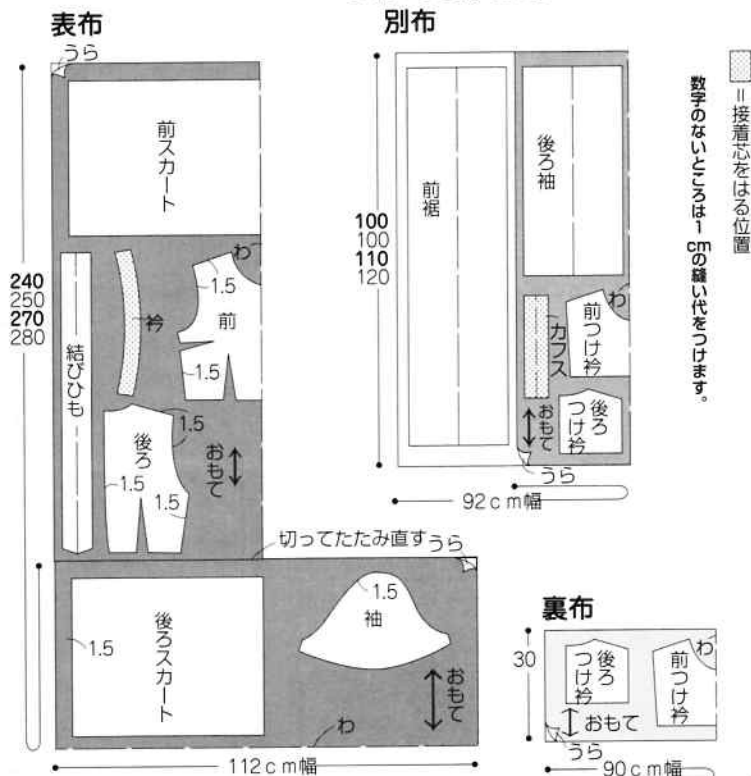 表布
うら
前スカート
240
250
270
280
結びひも
衿
わ
1.5
前
1.5
後ろ
1.5
1.5
1.5
おもて
切ってたたみ直す
うら
後ろスカート
1.5
1.5
袖
おもて
わ
112cm幅
別布
100
100
110
120
前裾
後ろ袖
カフス
わ
前つけ衿
後ろつけ衿
おもて
うら
92cm幅
=接着芯をはる位置
数字のないところは1cmの縫い代をつけます。
裏布
30
後ろつけ衿
わ
前つけ衿
おもて
うら
90cm幅